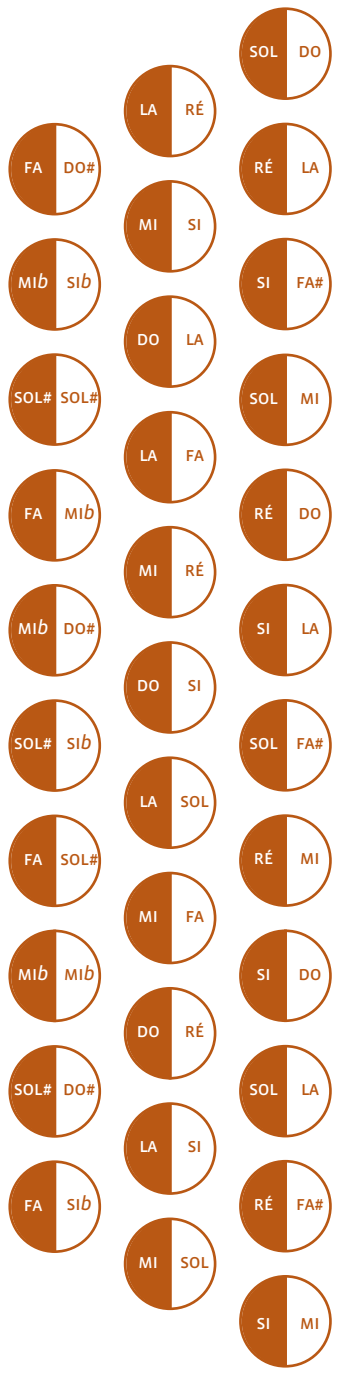 SOL DO
LA RÉ
FA DO#
RÉ LA
MI SI
MIb SIb
SI FA#
DO LA
SOL# SOL#
SOL MI
LA FA
FA MIb
RÉ DO
MI RÉ
MIb DO#
SI LA
DO SI
SOL# SIb
SOL FA#
LA SOL
FA SOL#
RÉ MI
MI FA
MIb MIb
SI DO
DO RÉ
SOL# DO#
SOL LA
LA SI
FA SIb
RÉ FA#
MI SOL
SI MI